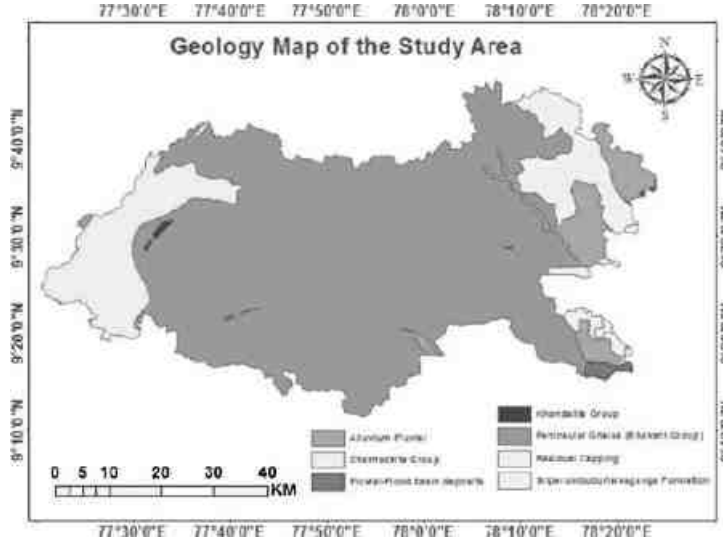 77°30'0"E 77°40'0"E 77°50'0"E 78°0'0"E 78°10'0"E 78°20'0"E
Geology Map of the Study Area
N
W E
S
9°40'0"N
9°30'0"N
9°20'0"N
9°10'0"N
Alluvium (Fluvial)
Charnockite Group
Fluvial-Flood basin deposits
Khondalite Group
Peninsular Gneiss (Bhavani Group)
Residual Capping
Formation
0 5 10 20 30 40
KM
77°30'0"E 77°40'0"E 77°50'0"E 78°0'0"E 78°10'0"E 78°20'0"E